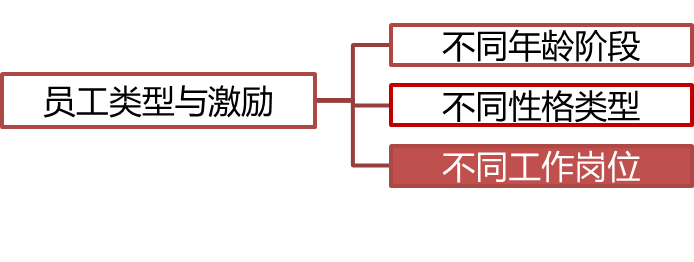 员工类型与激励
不同年龄阶段
不同性格类型
不同工作岗位